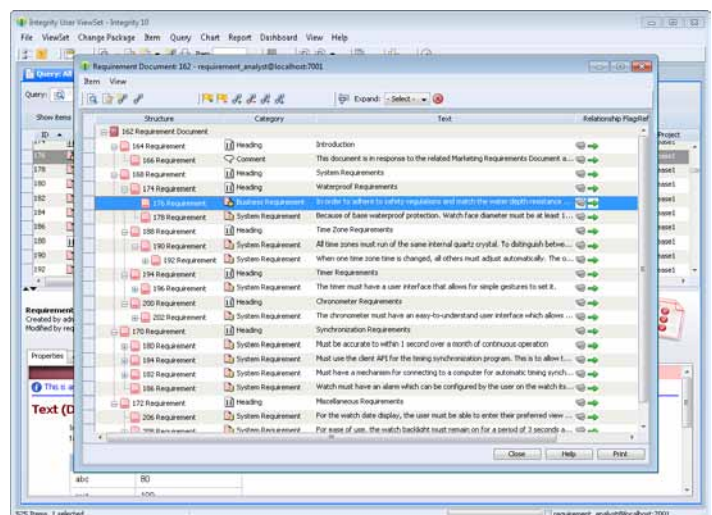 Integrity User ViewSet - Integrity 10
File ViewSet Change Package Item Query Chart Report Dashboard View Help
Query: All
Requirement Document: 162 - requirement_analyst@localhost:7001
Item View
Query:
Expand: - Select -
Show items
Structure Category Text Relationship Flags Ref
ID
Project
162 Requirement Document
164 Requirement Heading Introduction
166 Requirement Comment This document is in response to the related Marketing Requirements Document a...
168 Requirement Heading System Requirements
174 Requirement Heading Waterproof Requirements
176 Requirement Business Requirement In order to adhere to safety regulations and match the water depth resistance ...
178 Requirement System Requirement Because of base waterproof protection. Watch face diameter must be at least 1...
188 Requirement Heading Time Zone Requirements
190 Requirement System Requirement All time zones must run of the same internal quartz crystal. To distinguish betwe...
192 Requirement System Requirement When one time zone time is changed, all others must adjust automatically. The o...
194 Requirement Heading Timer Requirements
196 Requirement System Requirement The timer must have a user interface that allows for simple gestures to set it.
200 Requirement Heading Chronometer Requirements
202 Requirement System Requirement The chronometer must have an easy-to-understand user interface which allows ...
170 Requirement Heading Synchronization Requirements
180 Requirement System Requirement Must be accurate to within 1 second over a month of continuous operation
184 Requirement System Requirement Must use the client API for the timing synchronization program. This is to allow t...
182 Requirement System Requirement Must have a mechanism for connecting to a computer for automatic timing synch...
186 Requirement System Requirement Watch must have an alarm which can be configured by the user on the watch its...
172 Requirement Heading Miscellaneous Requirements
206 Requirement System Requirement For the watch date display, the user must be able to enter their preferred view ...
208 Requirement System Requirement For ease of use, the watch backlight must remain on for a period of 3 seconds a...
176
178
180
182
184
186
188
190
192
Requirement
Created by
Modified by
Properties
This is a
Text (D
Close Help Print
abc 80
100
525 Items, 1 selected
requirement_analyst@localhost:7001